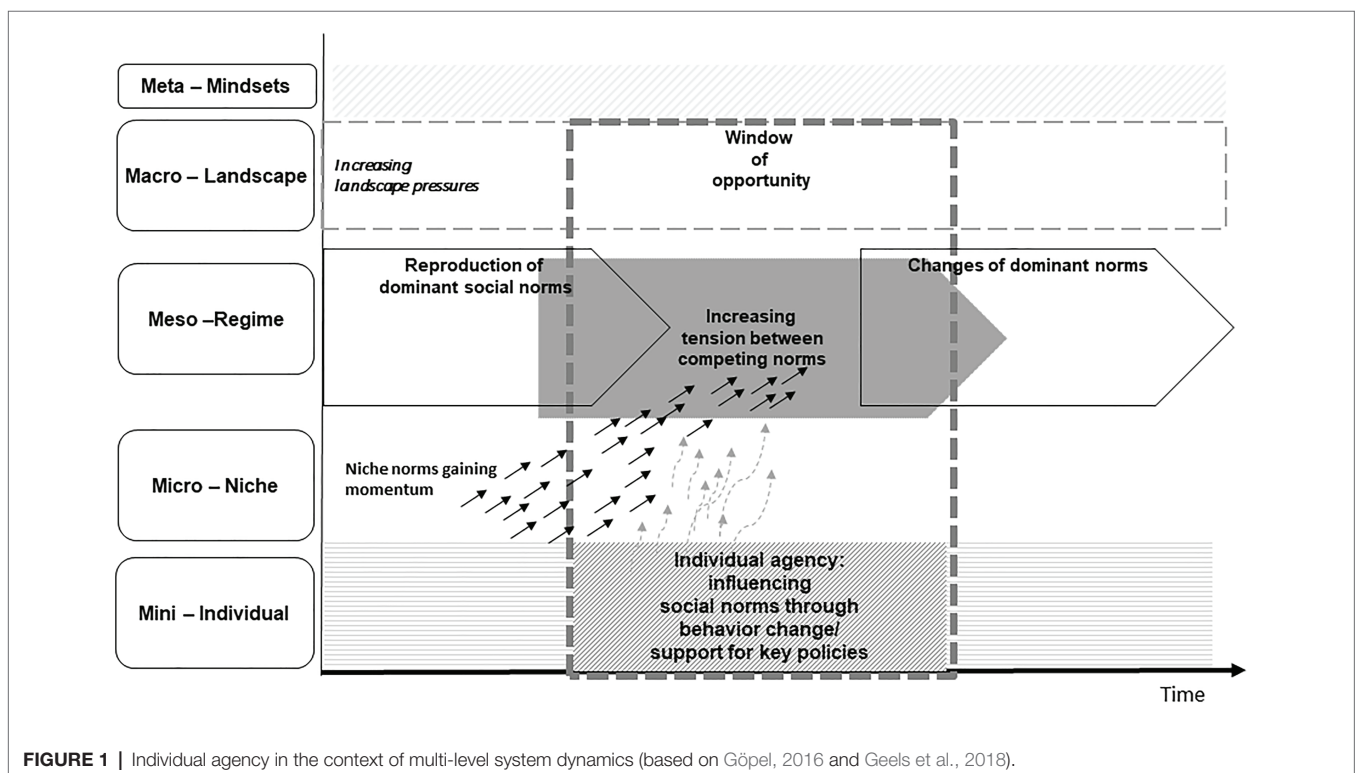 Meta – Mindsets
Macro – Landscape
Increasing
landscape pressures
Window
of
opportunity
Meso –Regime
Reproduction of
dominant social norms
Increasing
tension between
competing norms
Changes of dominant norms
Micro – Niche
Niche norms gaining
momentum
Mini – Individual
Individual agency:
influencing
social norms through
behavior change/
support for key policies
Time
FIGURE 1 | Individual agency in the context of multi-level system dynamics (based on Göpel, 2016 and Geels et al., 2018).